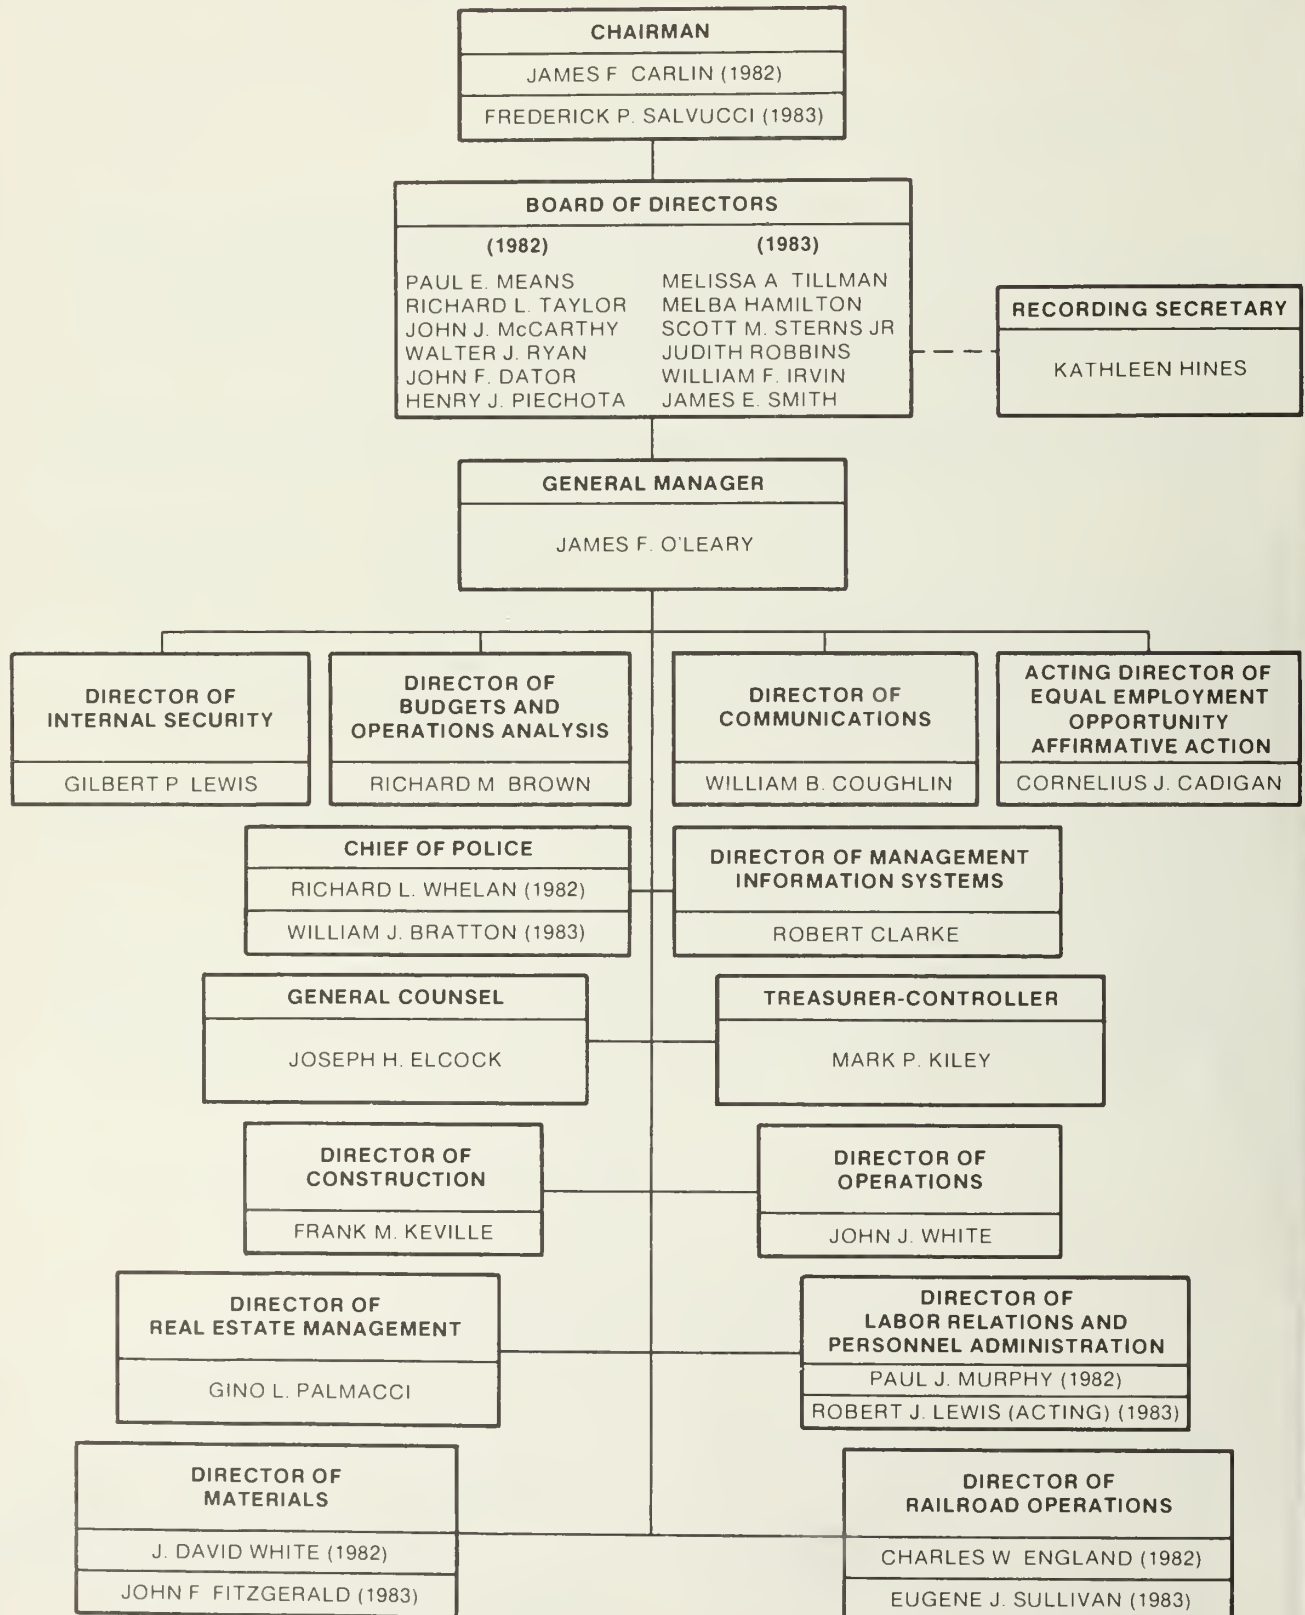 CHAIRMAN
JAMES F CARLIN (1982)
FREDERICK P. SALVUCCI (1983)
BOARD OF DIRECTORS
(1982)
PAUL E. MEANS
RICHARD L. TAYLOR
JOHN J. McCARTHY
WALTER J. RYAN
JOHN F. DATOR
HENRY J. PIECHOTA
(1983)
MELISSA A TILLMAN
MELBA HAMILTON
SCOTT M. STERNS JR
JUDITH ROBBINS
WILLIAM F. IRVIN
JAMES E. SMITH
RECORDING SECRETARY
KATHLEEN HINES
GENERAL MANAGER
JAMES F. O'LEARY
DIRECTOR OF
INTERNAL SECURITY
GILBERT P LEWIS
DIRECTOR OF
BUDGETS AND
OPERATIONS ANALYSIS
RICHARD M BROWN
DIRECTOR OF
COMMUNICATIONS
WILLIAM B. COUGHLIN
ACTING DIRECTOR OF
EQUAL EMPLOYMENT
OPPORTUNITY
AFFIRMATIVE ACTION
CORNELIUS J. CADIGAN
CHIEF OF POLICE
RICHARD L. WHELAN (1982)
WILLIAM J. BRATTON (1983)
DIRECTOR OF MANAGEMENT
INFORMATION SYSTEMS
ROBERT CLARKE
GENERAL COUNSEL
JOSEPH H. ELCOCK
TREASURER-CONTROLLER
MARK P. KILEY
DIRECTOR OF
CONSTRUCTION
FRANK M. KEVILLE
DIRECTOR OF
OPERATIONS
JOHN J. WHITE
DIRECTOR OF
REAL ESTATE MANAGEMENT
GINO L. PALMACCI
DIRECTOR OF
LABOR RELATIONS AND
PERSONNEL ADMINISTRATION
PAUL J. MURPHY (1982)
ROBERT J. LEWIS (ACTING) (1983)
DIRECTOR OF
MATERIALS
J. DAVID WHITE (1982)
JOHN F FITZGERALD (1983)
DIRECTOR OF
RAILROAD OPERATIONS
CHARLES W ENGLAND (1982)
EUGENE J. SULLIVAN (1983)